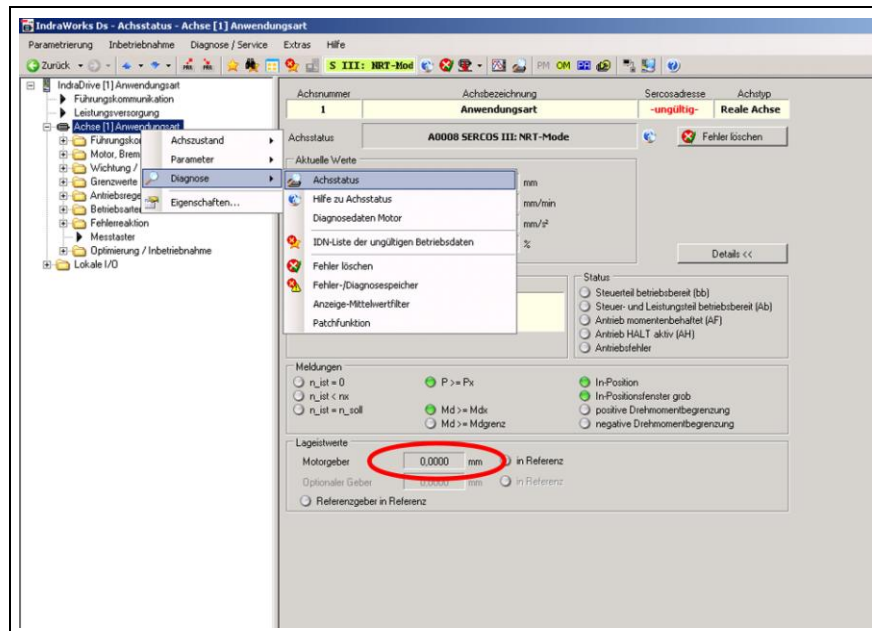 IndraWorks Ds - Achsstatus - Achse [1] Anwendungsart
Parametrierung Inbetriebnahme Diagnose / Service Extras Hilfe
Zurück S III: NRT-Mod PM OM
IndraDrive [1] Anwendungsart
Führungskommunikation
Leistungsversorgung
Achse [1] Anwendungsart
Führungsko
Motor, Brem
Wichtung /
Grenzwerte
Antriebsrege
Betriebsarte
Fehlerreaktion
Messtaster
Optimierung / Inbetriebnahme
Lokale I/O
Achszustand
Parameter
Diagnose
Eigenschaften...
Achsstatus
Hilfe zu Achsstatus
Diagnosedaten Motor
IDN-Liste der ungültigen Betriebsdaten
Fehler löschen
Fehler-/Diagnosespeicher
Anzeige-Mittelwertfilter
Patchfunktion
Achsnummer Achsbezeichnung Sercosadresse Achstyp
1 Anwendungsart -ungültig- Reale Achse
Achsstatus A0008 SERCOS III: NRT-Mode Fehler löschen
Aktuelle Werte
mm
mm/min
mm/s²
%
Details <<
Status
Steuerteil betriebsbereit (bb)
Steuer- und Leistungsteil betriebsbereit (Ab)
Antrieb momentenbehaftet (AF)
Antrieb HALT aktiv (AH)
Antriebsfehler
Meldungen
n_ist = 0 P >= Px In-Position
n_ist < nx In-Positionsfenster grob
n_ist = n_soll Md >= Mdx positive Drehmomentbegrenzung
Md >= Mdgrenz negative Drehmomentbegrenzung
Lageistwerte
Motorgeber 0,0000 mm in Referenz
Optionaler Geber 0,0000 mm in Referenz
Referenzgeber in Referenz